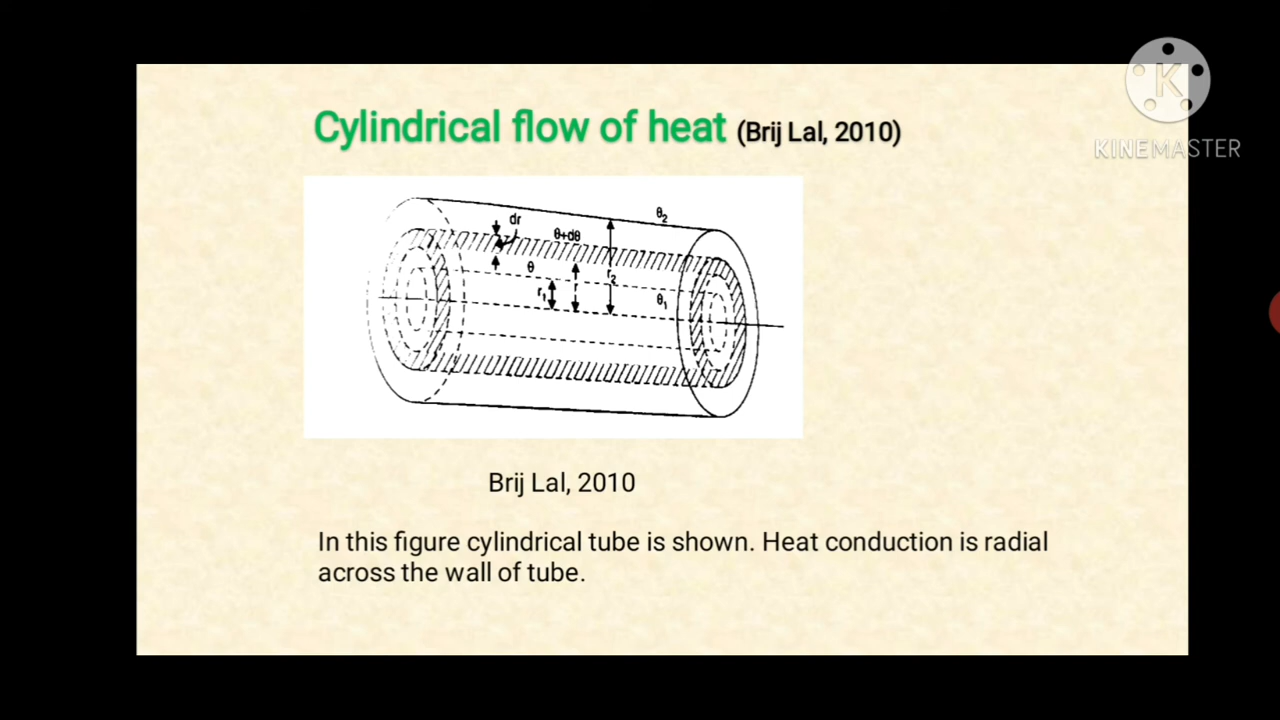 Cylindrical flow of heat (Brij Lal, 2010)
KINEMASTER
dr
θ₂
θ+dθ
θ
r₂
r₁
r
θ₁
Brij Lal, 2010
In this figure cylindrical tube is shown. Heat conduction is radial
across the wall of tube.